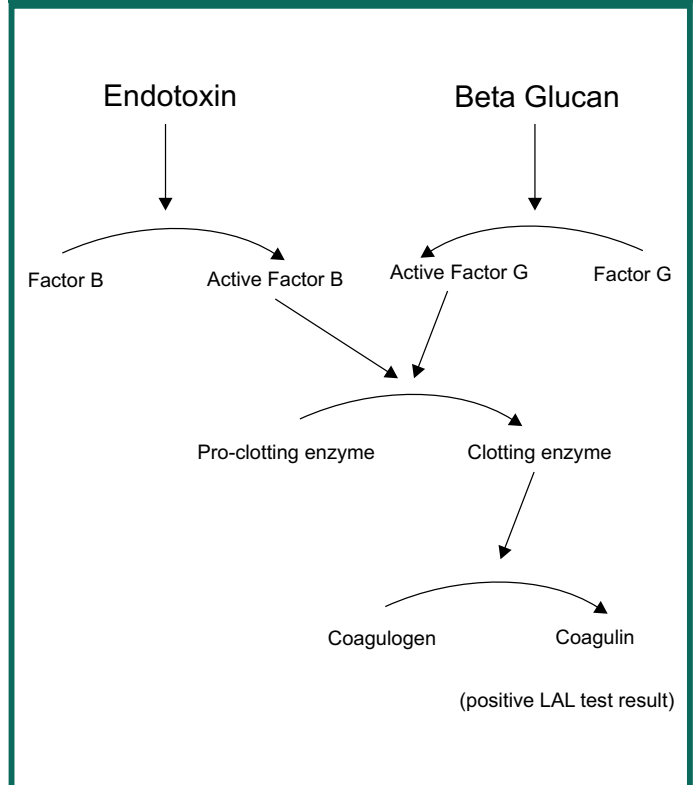 Endotoxin Beta Glucan
Factor B Active Factor B Active Factor G Factor G
Pro-clotting enzyme Clotting enzyme
Coagulogen Coagulin
(positive LAL test result)